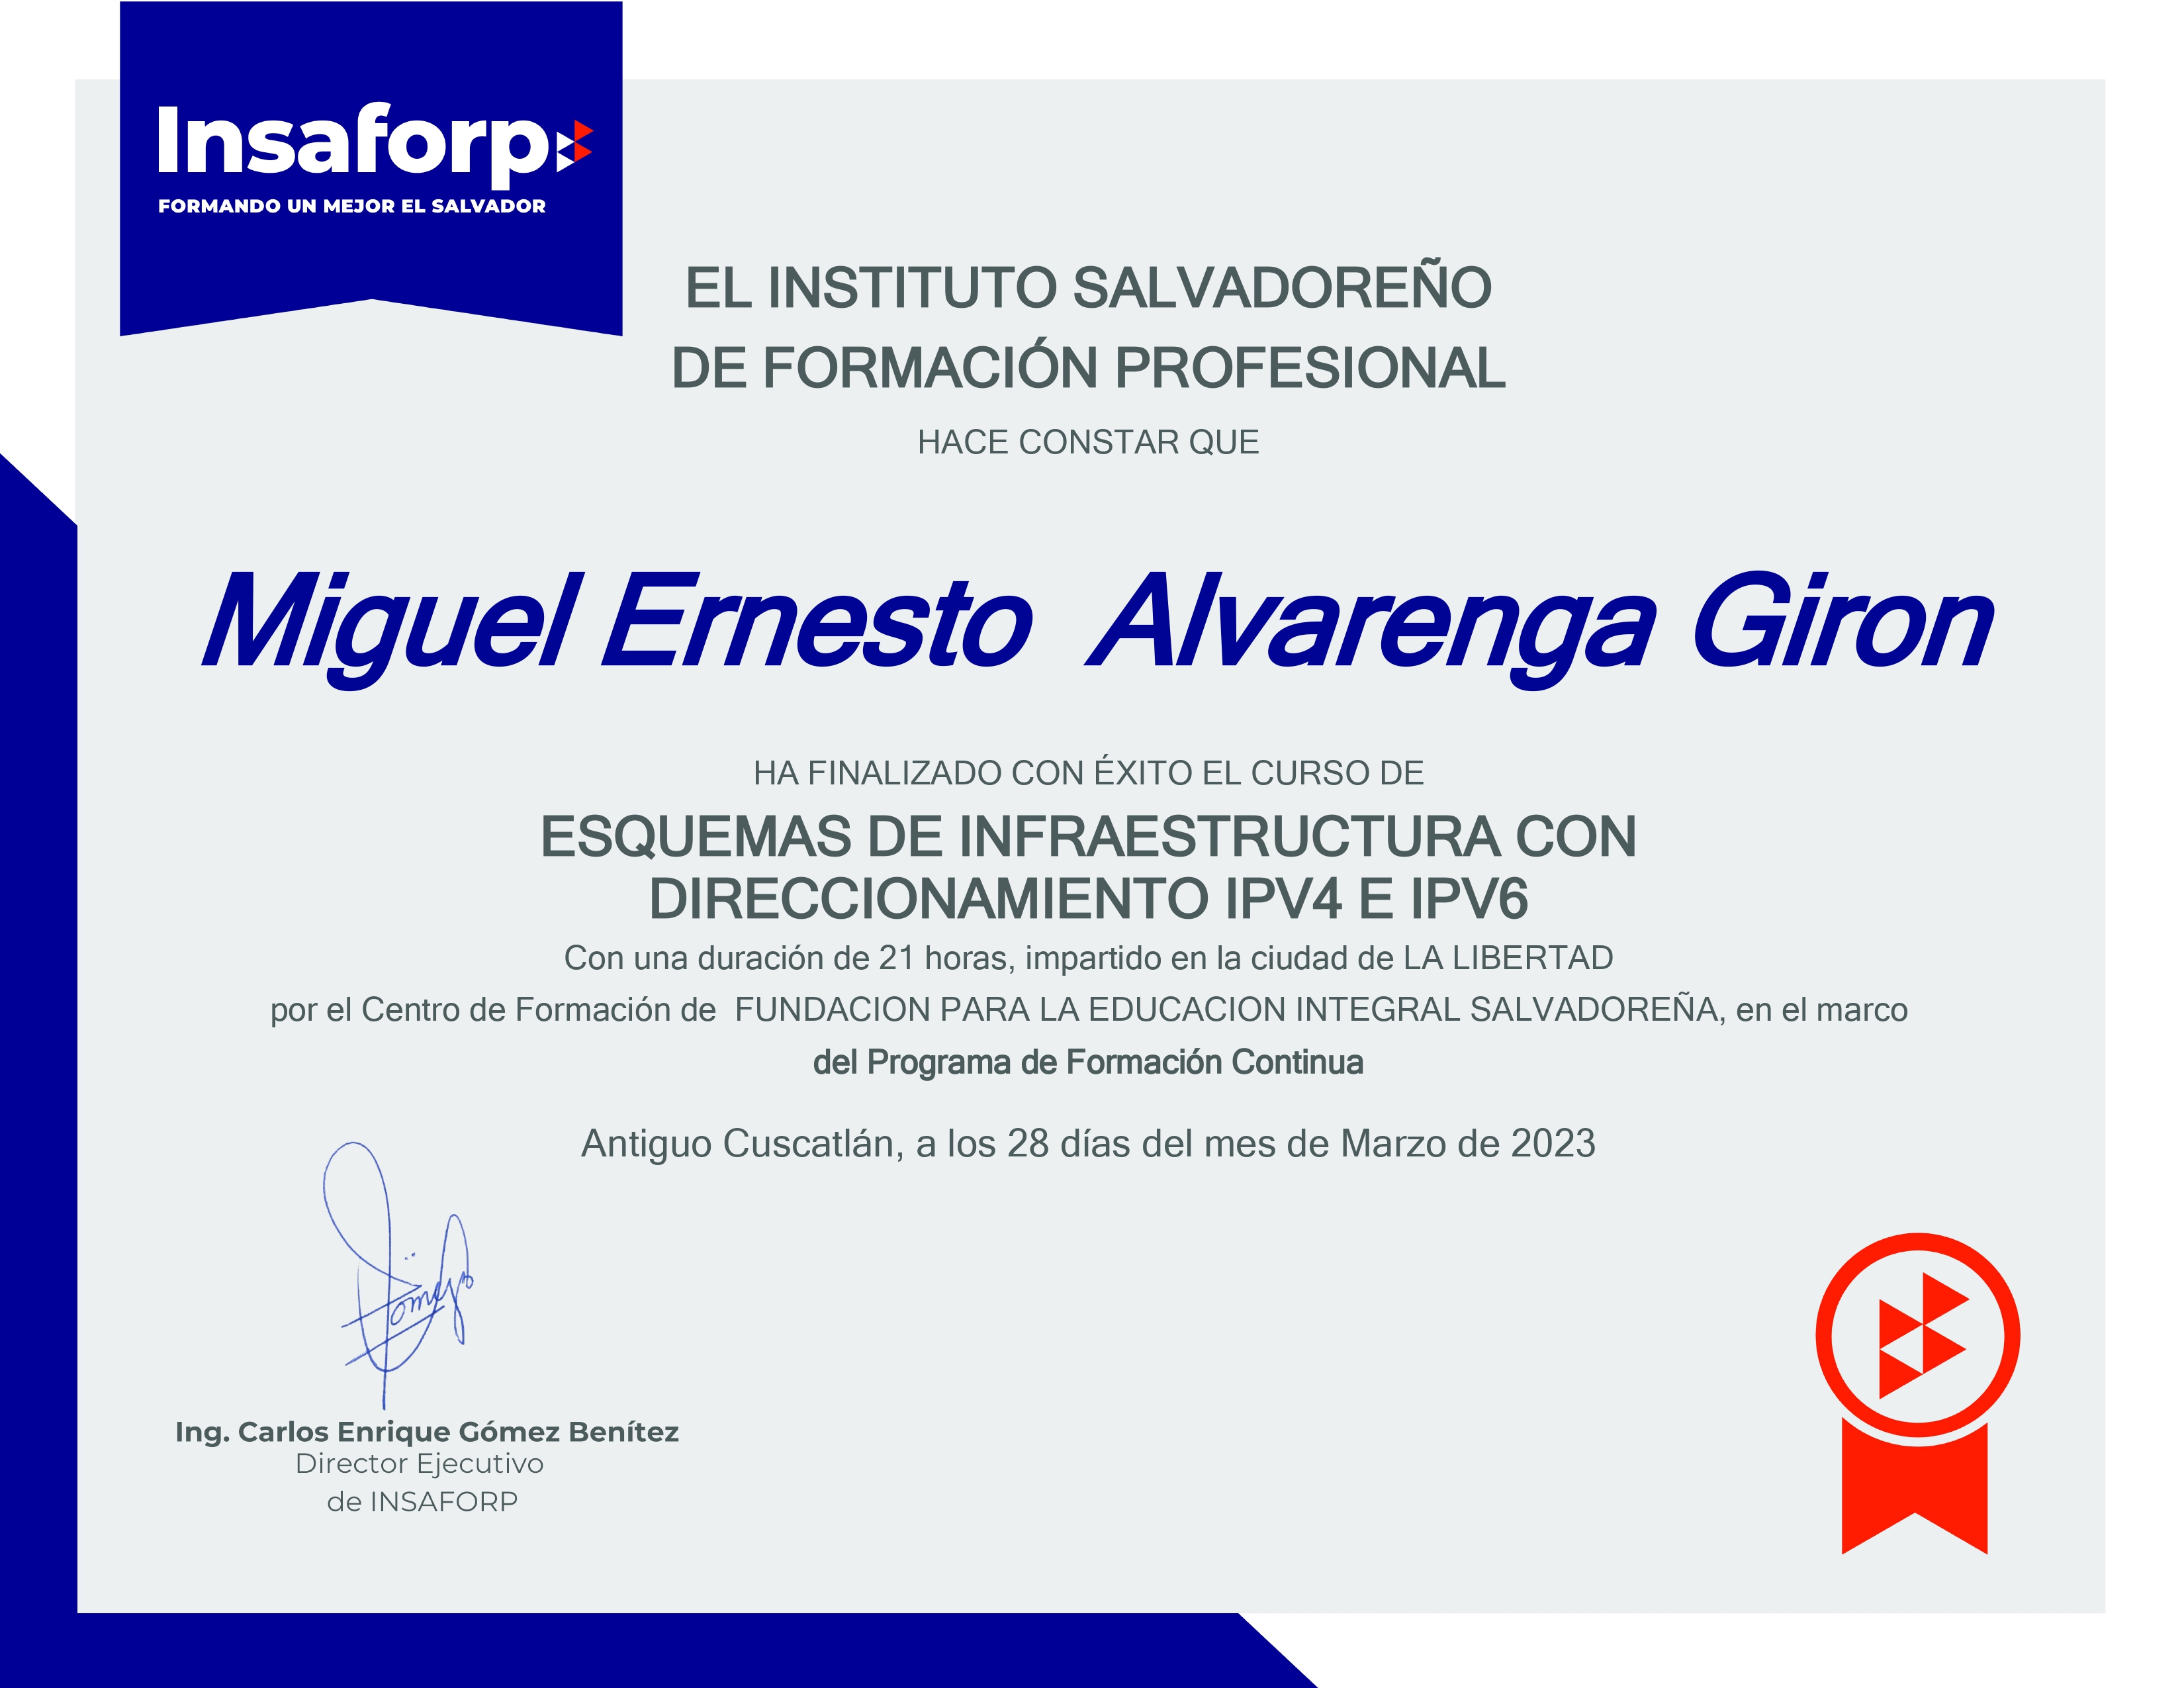 Insaforp
FORMANDO UN MEJOR EL SALVADOR
EL INSTITUTO SALVADOREÑO
DE FORMACIÓN PROFESIONAL
HACE CONSTAR QUE
Miguel Ernesto Alvarenga Giron
HA FINALIZADO CON ÉXITO EL CURSO DE
ESQUEMAS DE INFRAESTRUCTURA CON
DIRECCIONAMIENTO IPV4 E IPV6
Con una duración de 21 horas, impartido en la ciudad de LA LIBERTAD
por el Centro de Formación de FUNDACION PARA LA EDUCACION INTEGRAL SALVADOREÑA, en el marco
del Programa de Formación Continua
Antiguo Cuscatlán, a los 28 días del mes de Marzo de 2023
Ing. Carlos Enrique Gómez Benítez
Director Ejecutivo
de INSAFORP